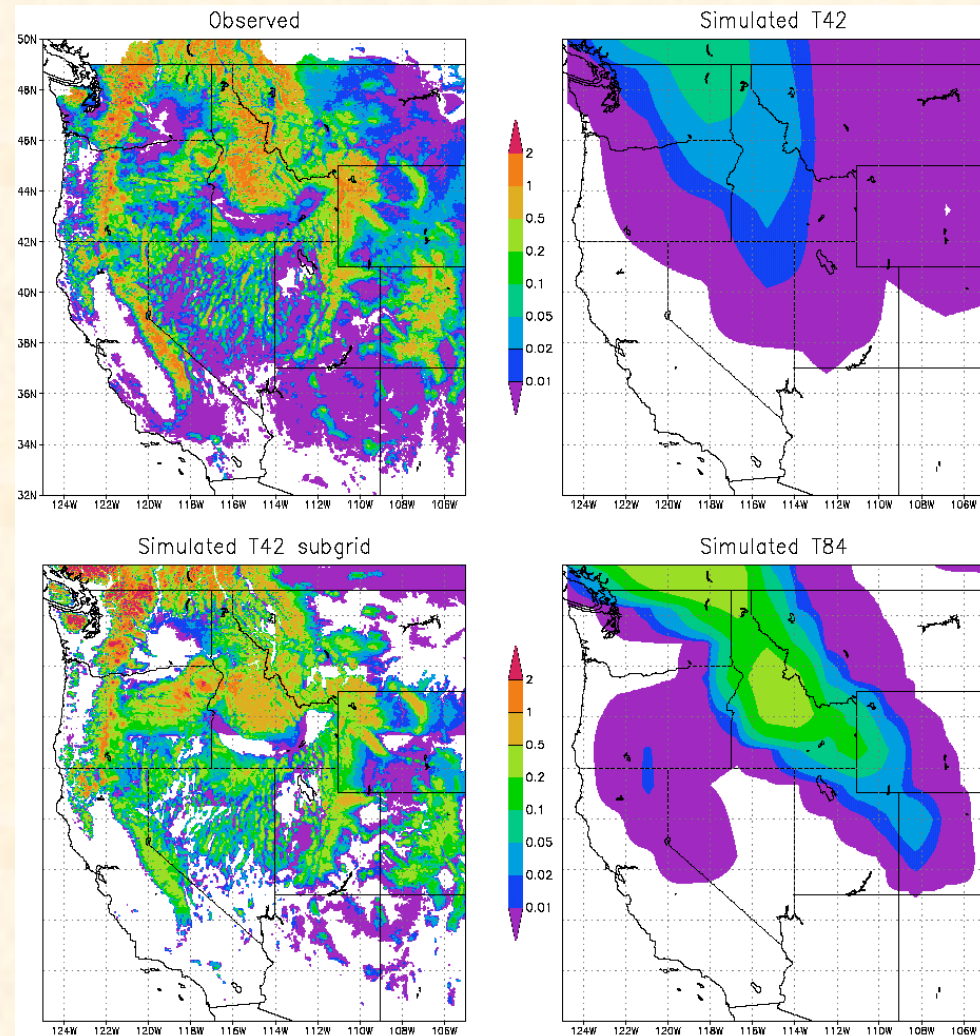 Observed
Simulated T42
50N
48N
46N
44N
42N
40N
38N
36N
34N
32N
2
1
0.5
0.2
0.1
0.05
0.02
0.01
124W 122W 120W 118W 116W 114W 112W 110W 108W 106W
124W 122W 120W 118W 116W 114W 112W 110W 108W 106W
Simulated T42 subgrid
Simulated T84
2
1
0.5
0.2
0.1
0.05
0.02
0.01
124W 122W 120W 118W 116W 114W 112W 110W 108W 106W
124W 122W 120W 118W 116W 114W 112W 110W 108W 106W